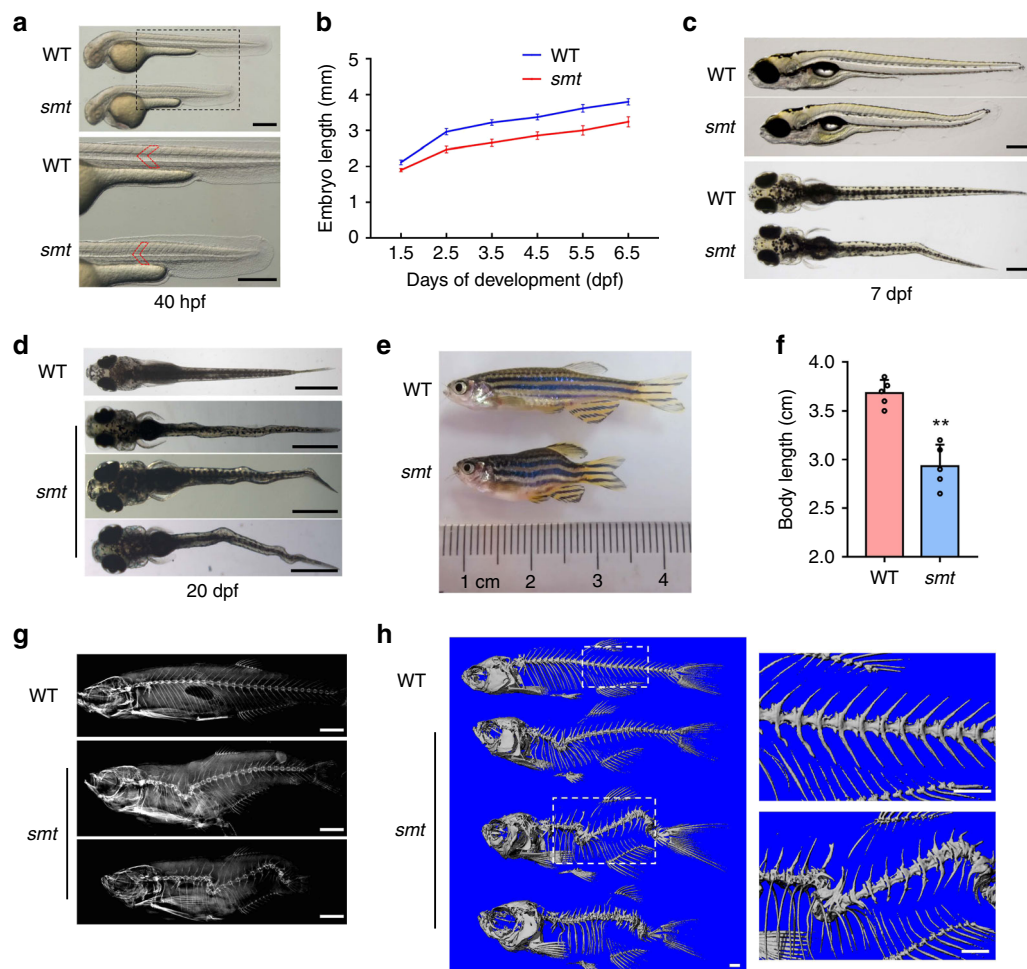 a
WT
smt
WT
smt
40 hpf
b
WT
smt
Embryo length (mm)
5
4
3
2
1
0
1.5 2.5 3.5 4.5 5.5 6.5
Days of development (dpf)
c
WT
smt
WT
smt
7 dpf
d
WT
smt
20 dpf
e
WT
smt
1 cm 2 3 4
f
Body length (cm)
4.0
3.5
3.0
2.5
2.0
**
WT smt
g
WT
smt
h
WT
smt